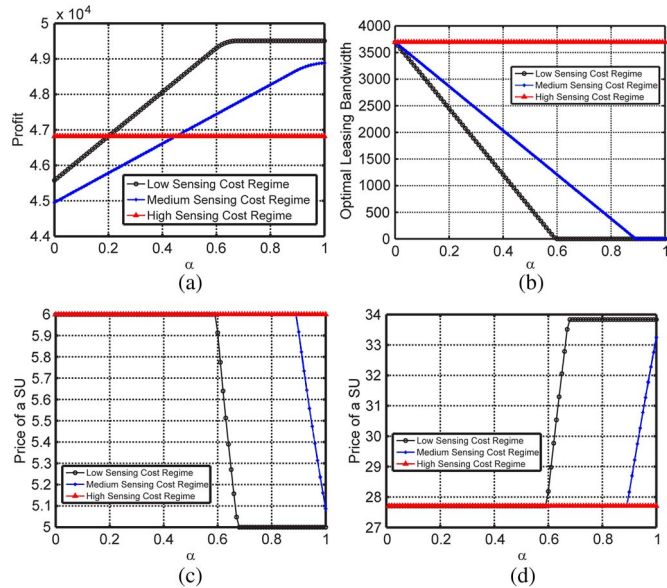 x 10⁴
5
4.9
4.8
4.7
4.6
4.5
4.4
Profit
0 0.2 0.4 0.6 0.8 1
α
Low Sensing Cost Regime
Medium Sensing Cost Regime
High Sensing Cost Regime
(a)
4000
3500
3000
2500
2000
1500
1000
500
0
Optimal Leasing Bandwidth
0 0.2 0.4 0.6 0.8 1
α
Low Sensing Cost Regime
Medium Sensing Cost Regime
High Sensing Cost Regime
(b)
6
5.9
5.8
5.7
5.6
5.5
5.4
5.3
5.2
5.1
5
Price of a SU
0 0.2 0.4 0.6 0.8 1
α
Low Sensing Cost Regime
Medium Sensing Cost Regime
High Sensing Cost Regime
(c)
34
33
32
31
30
29
28
27
Price of a SU
0 0.2 0.4 0.6 0.8 1
α
Low Sensing Cost Regime
Medium Sensing Cost Regime
High Sensing Cost Regime
(d)